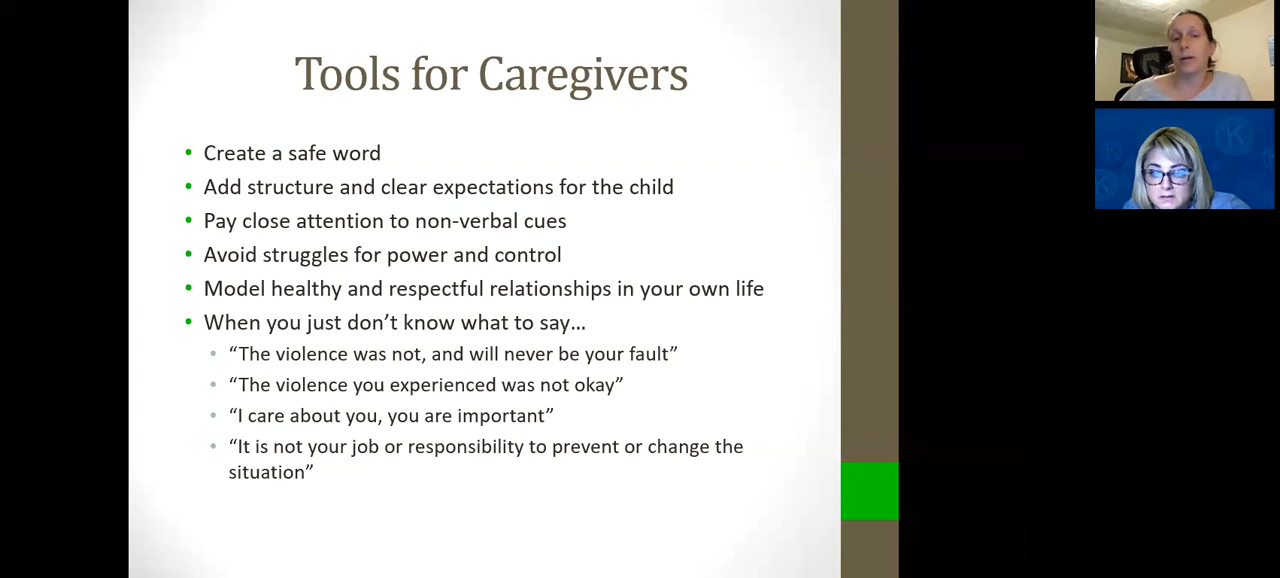 Tools for Caregivers
• Create a safe word
• Add structure and clear expectations for the child
• Pay close attention to non-verbal cues
• Avoid struggles for power and control
• Model healthy and respectful relationships in your own life
• When you just don’t know what to say…
• “The violence was not, and will never be your fault”
• “The violence you experienced was not okay”
• “I care about you, you are important”
• “It is not your job or responsibility to prevent or change the
situation”
K